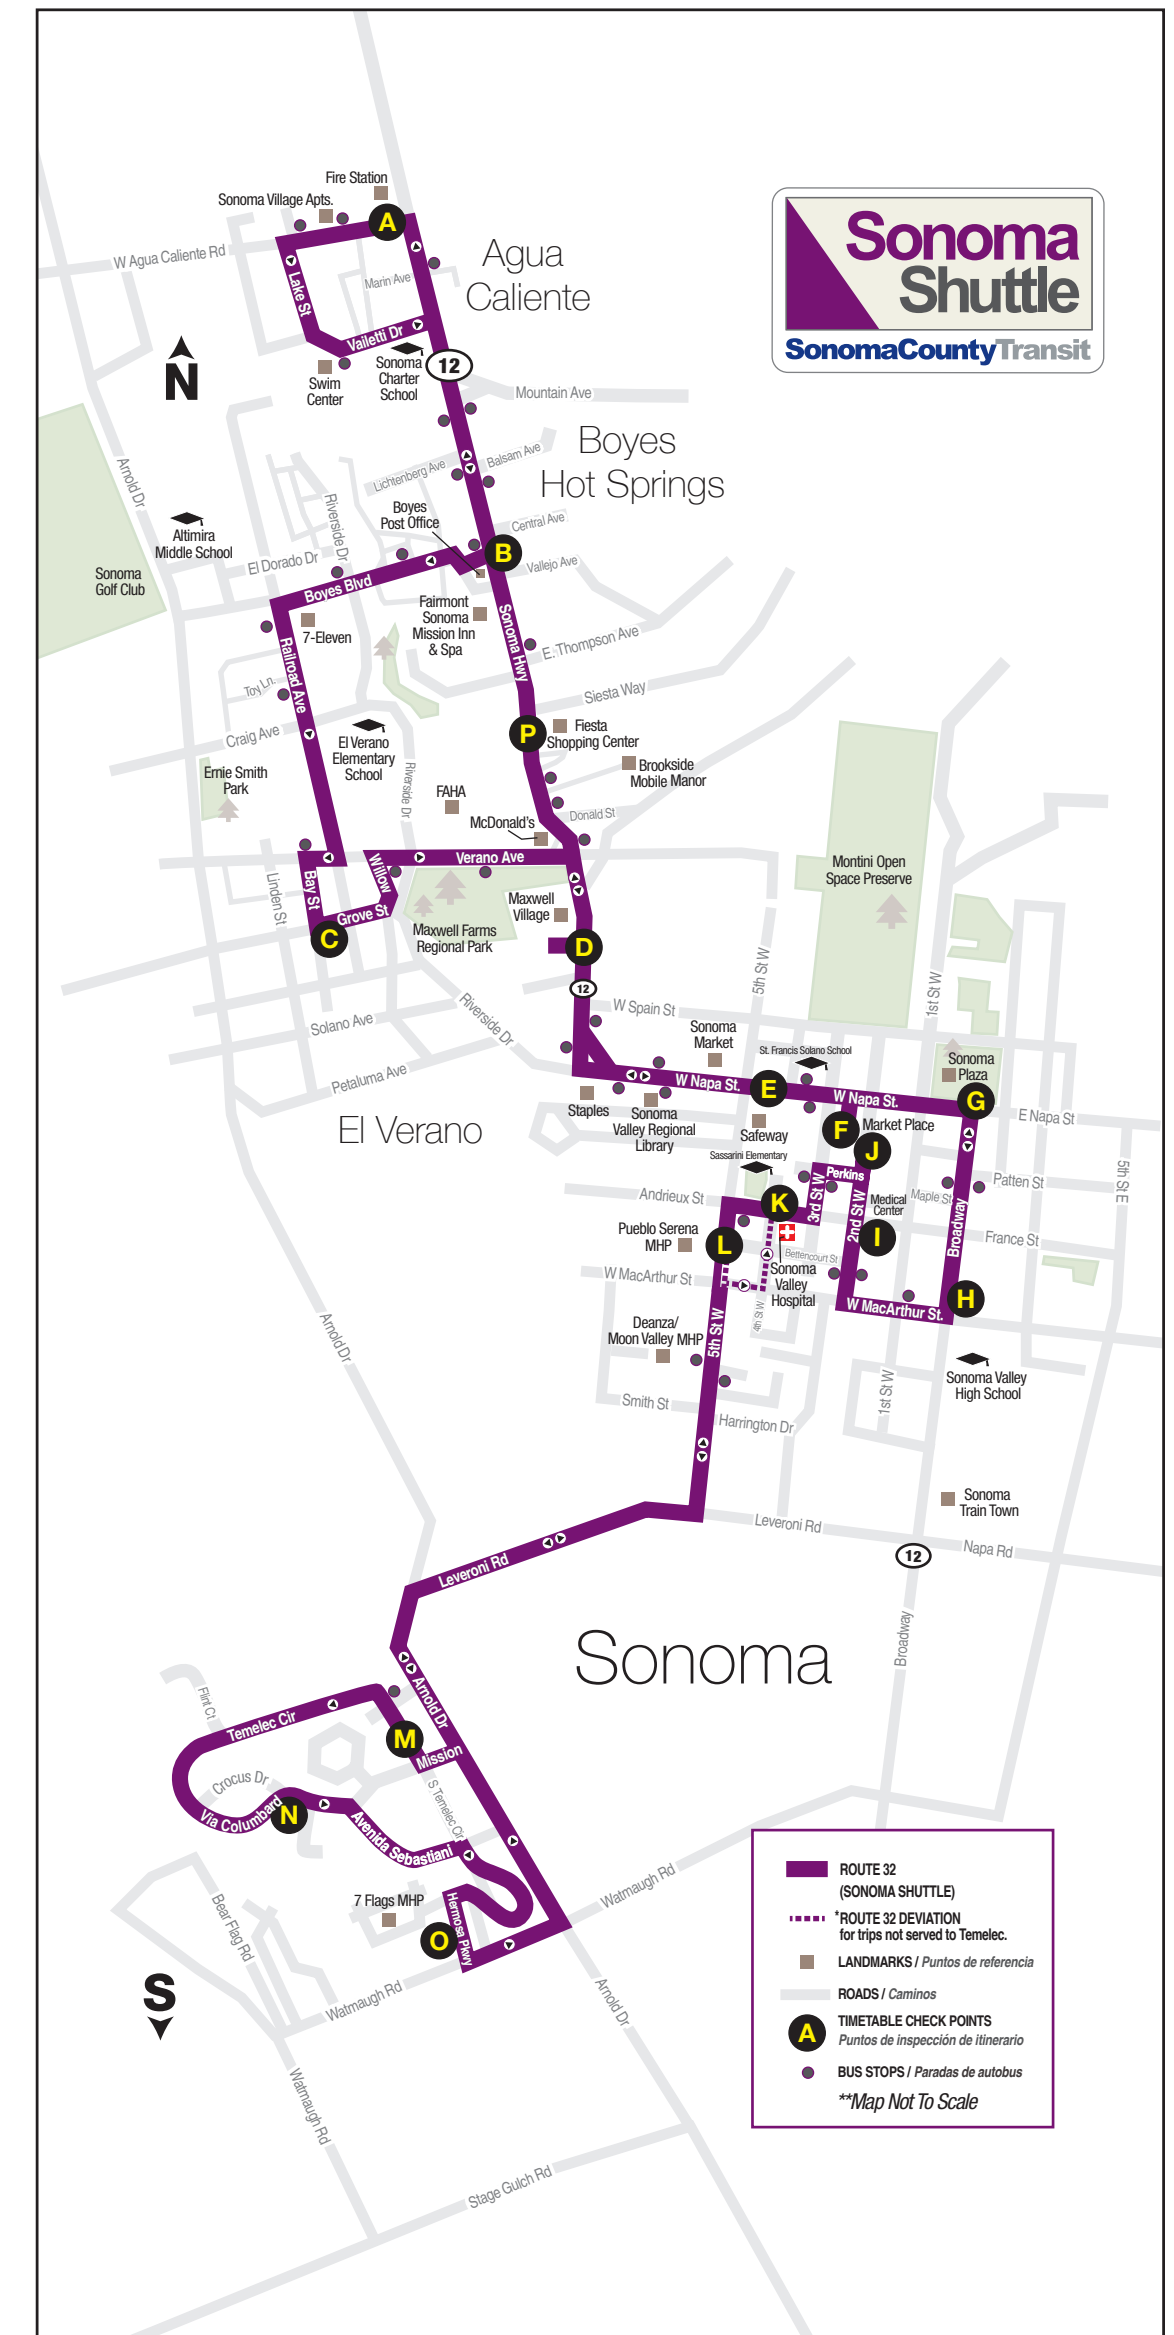 Fire Station
Sonoma Village Apts.
A
W Agua Caliente Rd
Lake St
Marin Ave
Vailetti Dr
Agua
Caliente
Sonoma
Shuttle
SonomaCountyTransit
N
Swim
Center
Sonoma
Charter
School
12
Mountain Ave
Boyes
Hot Springs
Balsam Ave
Lichtenberg Ave
Arnold Dr
Riverside Dr
Boyes
Post Office
Central Ave
Altimira
Middle School
El Dorado Dr
B
Vallejo Ave
Sonoma
Golf Club
Boyes Blvd
7-Eleven
Fairmont
Sonoma
Mission Inn
& Spa
Sonoma Hwy
E. Thompson Ave
Railroad Ave
Toy Ln.
Siesta Way
Craig Ave
El Verano
Elementary
School
P
Fiesta
Shopping Center
Brookside
Mobile Manor
Ernie Smith
Park
Riverside Dr
FAHA
McDonald's
Donald St
Verano Ave
Willow
Bay St
Linden St
Grove St
C
Maxwell Farms
Regional Park
Maxwell
Village
D
Montini Open
Space Preserve
5th St W
1st St W
12
W Spain St
Solano Ave
Riverside Dr
Petaluma Ave
Sonoma
Market
St. Francis Solano School
Sonoma
Plaza
W Napa St.
E
W Napa St.
G
E Napa St
Staples
Sonoma
Valley Regional
Library
Safeway
F
Market Place
J
El Verano
Sassarini Elementary
Perkins
Patten St
5th St E
Andrieux St
K
3rd St W
2nd St W
Medical
Center
Maple St
Broadway
Pueblo Serena
MHP
L
I
France St
Bettencourt St
W MacArthur St
Sonoma
Valley
Hospital
4th St W
H
W MacArthur St.
Deanza/
Moon Valley MHP
5th St W
Arnold Dr
Sonoma Valley
High School
1st St W
Smith St
Harrington Dr
Sonoma
Train Town
Leveroni Rd
12
Napa Rd
Leveroni Rd
Broadway
Sonoma
Flint Ct
Temelec Cir
Arnold Dr
M
Mission
Crocus Dr
S Temelec Cir
Via Columbard
N
Avenida Sebastiani
7 Flags MHP
Hermosa Pkwy
O
Bear Flag Rd
Watmaugh Rd
Watmaugh Rd
Arnold Dr
S
Watmaugh Rd
Stage Gulch Rd
ROUTE 32
(SONOMA SHUTTLE)
*ROUTE 32 DEVIATION
for trips not served to Temelec.
LANDMARKS / Puntos de referencia
ROADS / Caminos
A
TIMETABLE CHECK POINTS
Puntos de inspección de itinerario
BUS STOPS / Paradas de autobus
**Map Not To Scale